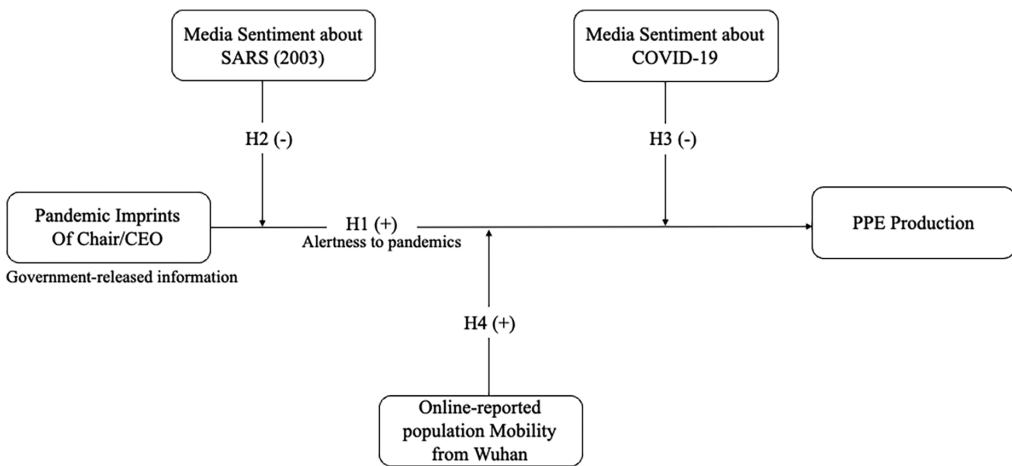 Media Sentiment about
SARS (2003)
Media Sentiment about
COVID-19
H2 (-)
H3 (-)
Pandemic Imprints
Of Chair/CEO
H1 (+)
Alertness to pandemics
PPE Production
Government-released information
H4 (+)
Online-reported
population Mobility
from Wuhan